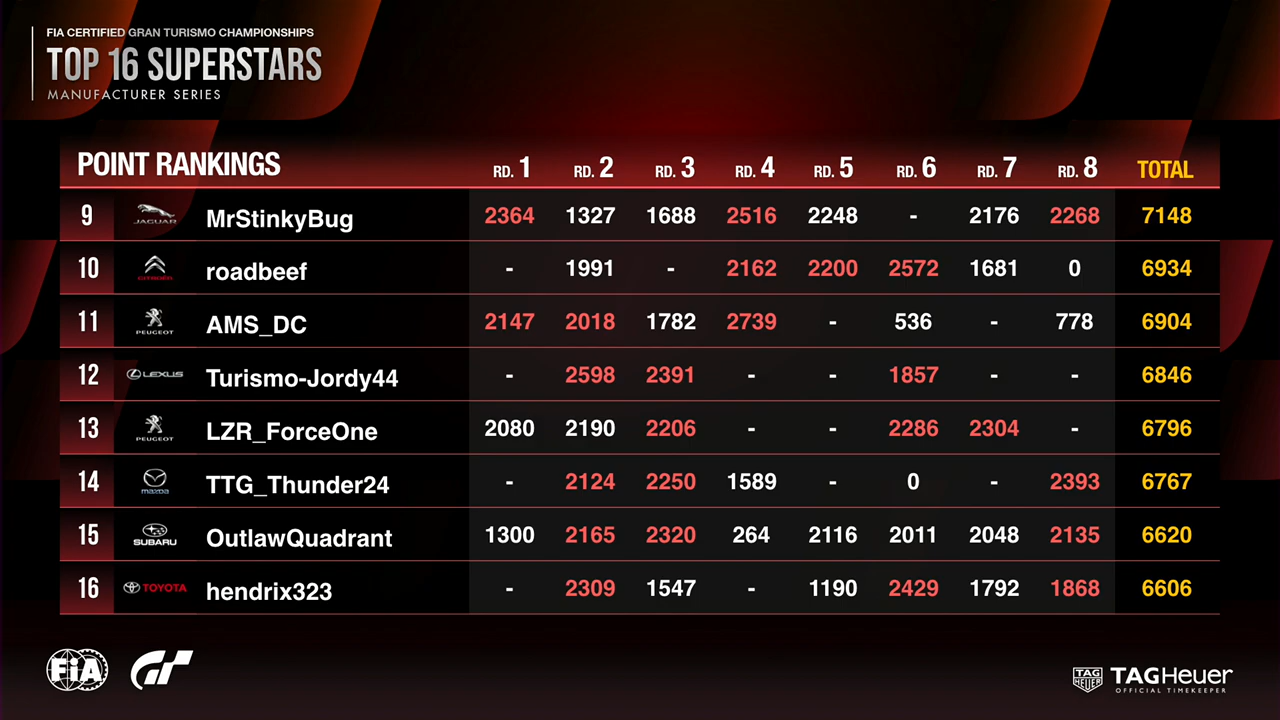 FIA CERTIFIED GRAN TURISMO CHAMPIONSHIPS
TOP 16 SUPERSTARS
MANUFACTURER SERIES
POINT RANKINGS RD. 1 RD. 2 RD. 3 RD. 4 RD. 5 RD. 6 RD. 7 RD. 8 TOTAL
9 JAGUAR MrStinkyBug 2364 1327 1688 2516 2248 - 2176 2268 7148
10 CITROËN roadbeef - 1991 - 2162 2200 2572 1681 0 6934
11 PEUGEOT AMS_DC 2147 2018 1782 2739 - 536 - 778 6904
12 LEXUS Turismo-Jordy44 - 2598 2391 - - 1857 - - 6846
13 PEUGEOT LZR_ForceOne 2080 2190 2206 - - 2286 2304 - 6796
14 mazda TTG_Thunder24 - 2124 2250 1589 - 0 - 2393 6767
15 SUBARU OutlawQuadrant 1300 2165 2320 264 2116 2011 2048 2135 6620
16 TOYOTA hendrix323 - 2309 1547 - 1190 2429 1792 1868 6606
FiA GT TAG HEUER TAGHeuer
OFFICIAL TIMEKEEPER